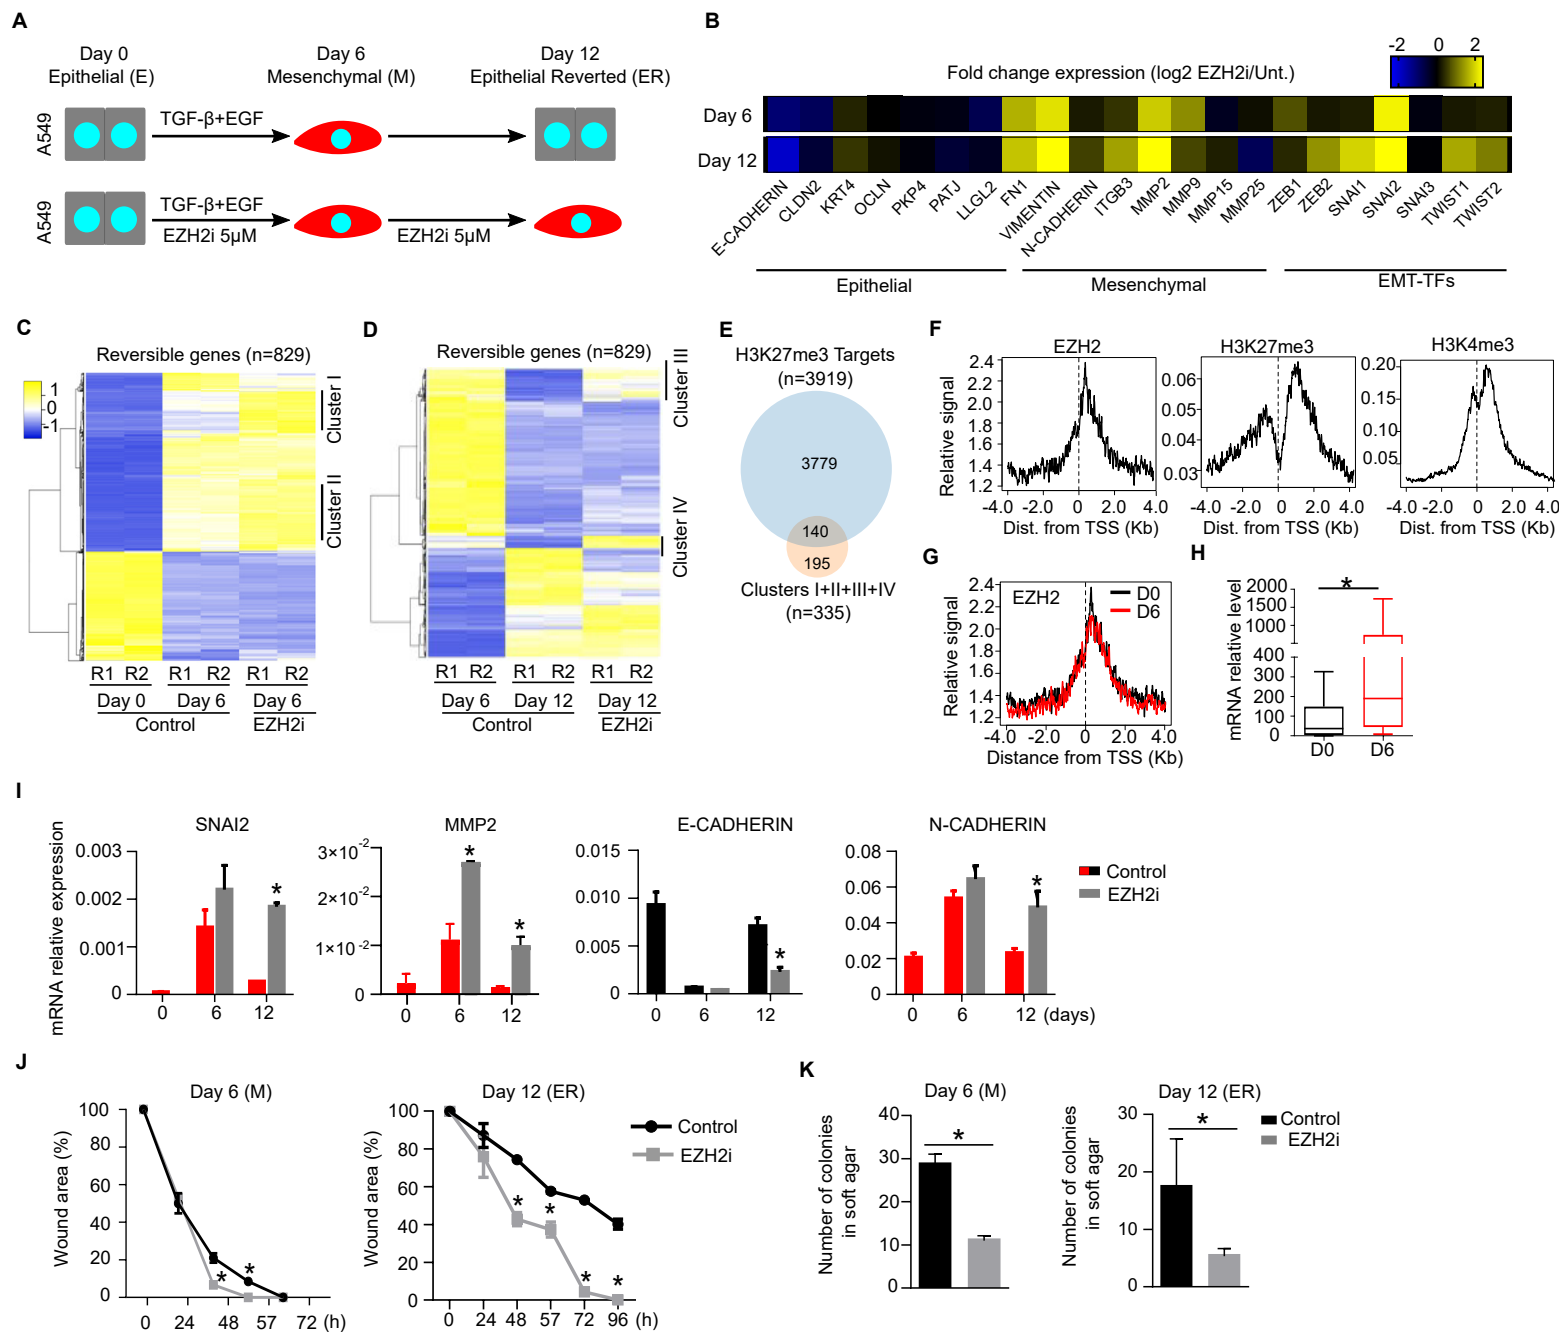 A
Day 0
Epithelial (E)
Day 6
Mesenchymal (M)
Day 12
Epithelial Reverted (ER)
A549
TGF-β+EGF
A549
TGF-β+EGF
EZH2i 5μM
EZH2i 5μM
B
Fold change expression (log2 EZH2i/Unt.)
-2 0 2
Day 6
Day 12
E-CADHERIN
CLDN2
KRT4
OCLN
PKP4
PATJ
LLGL2
FN1
VIMENTIN
N-CADHERIN
ITGB3
MMP2
MMP9
MMP15
MMP25
ZEB1
ZEB2
SNAI1
SNAI2
SNAI3
TWIST1
TWIST2
Epithelial
Mesenchymal
EMT-TFs
C
Reversible genes (n=829)
1
-1
Cluster I
Cluster II
R1 R2 R1 R2 R1 R2
Day 0 Day 6 Day 6
Control EZH2i
D
Reversible genes (n=829)
Cluster III
Cluster IV
R1 R2 R1 R2 R1 R2
Day 6 Day 12 Day 12
Control EZH2i
E
H3K27me3 Targets
(n=3919)
3779
140
195
Clusters I+II+III+IV
(n=335)
F
EZH2
Relative signal
2.4
2.2
2.0
1.8
1.6
1.4
1.2
-4.0 -2.0 0 2.0 4.0
Dist. from TSS (Kb)
H3K27me3
0.06
0.05
0.04
0.03
-4.0 -2.0 0 2.0 4.0
Dist. from TSS (Kb)
H3K4me3
0.20
0.15
0.10
0.05
-4.0 -2.0 0 2.0 4.0
Dist. from TSS (Kb)
G
EZH2
D0
D6
Relative signal
2.4
2.2
2.0
1.8
1.6
1.4
1.2
-4.0 -2.0 0 2.0 4.0
Distance from TSS (Kb)
H
mRNA relative level
2000
1500
1000
400
300
200
100
0
*
D0 D6
I
mRNA relative expression
SNAI2
0.003
0.002
0.001
0
*
0 6 12
MMP2
3×10-2
2×10-2
1×10-2
0
*
*
0 6 12
E-CADHERIN
0.015
0.010
0.005
0
*
0 6 12
N-CADHERIN
0.08
0.06
0.04
0.02
0
*
0 6 12 (days)
Control
EZH2i
J
Day 6 (M)
Wound area (%)
100
80
60
40
20
0
* *
0 24 48 57 72 (h)
Day 12 (ER)
Wound area (%)
100
80
60
40
20
0
* * * *
0 24 48 57 72 96 (h)
Control
EZH2i
K
Day 6 (M)
Number of colonies
in soft agar
40
30
20
10
0
*
Day 12 (ER)
Number of colonies
in soft agar
30
20
10
0
*
Control
EZH2i